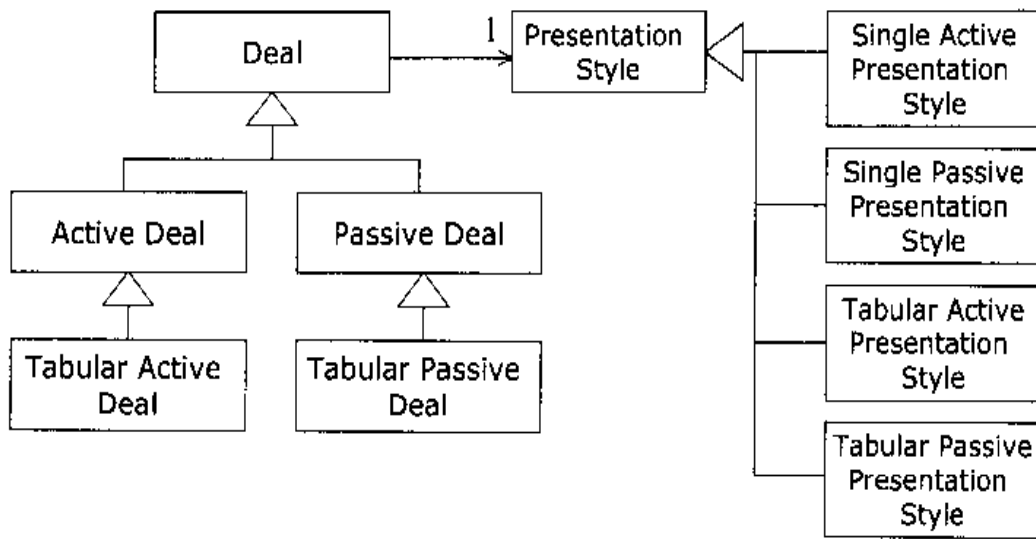 Deal
1
Presentation
Style
Single Active
Presentation
Style
Single Passive
Presentation
Style
Active Deal
Passive Deal
Tabular Active
Presentation
Style
Tabular Active
Deal
Tabular Passive
Deal
Tabular Passive
Presentation
Style